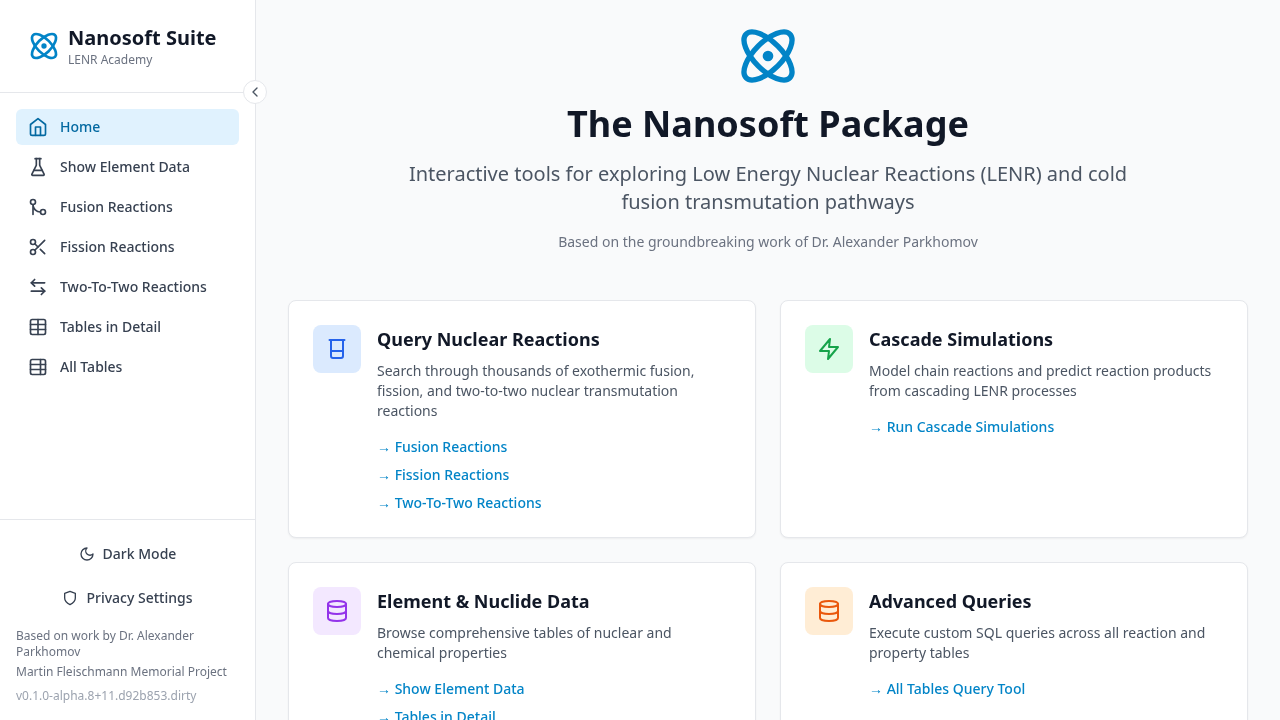 Nanosoft Suite
LENR Academy
Home
Show Element Data
Fusion Reactions
Fission Reactions
Two-To-Two Reactions
Tables in Detail
All Tables
Dark Mode
Privacy Settings
Based on work by Dr. Alexander
Parkhomov
Martin Fleischmann Memorial Project
v0.1.0-alpha.8+11.d92b853.dirty
The Nanosoft Package
Interactive tools for exploring Low Energy Nuclear Reactions (LENR) and cold
fusion transmutation pathways
Based on the groundbreaking work of Dr. Alexander Parkhomov
Query Nuclear Reactions
Search through thousands of exothermic fusion,
fission, and two-to-two nuclear transmutation
reactions
→ Fusion Reactions
→ Fission Reactions
→ Two-To-Two Reactions
Cascade Simulations
Model chain reactions and predict reaction products
from cascading LENR processes
→ Run Cascade Simulations
Element & Nuclide Data
Browse comprehensive tables of nuclear and
chemical properties
→ Show Element Data
→ Tables in Detail
Advanced Queries
Execute custom SQL queries across all reaction and
property tables
→ All Tables Query Tool